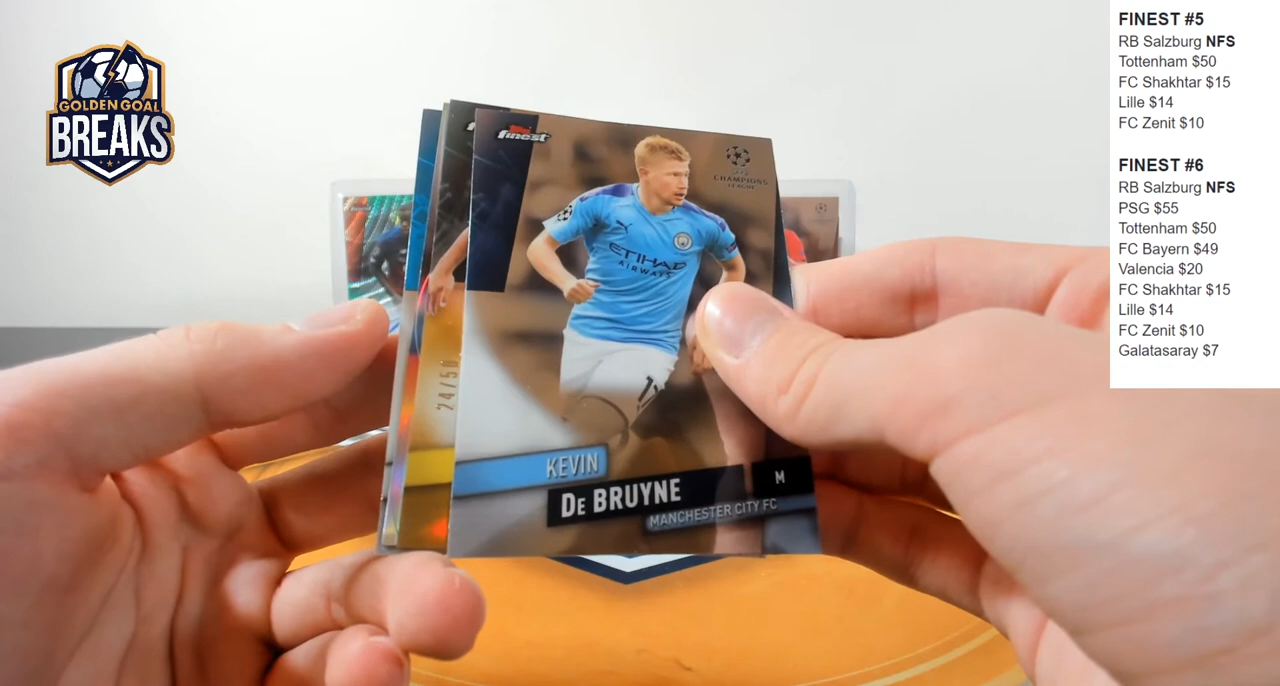 GOLDEN GOAL
BREAKS
finest
CHAMPIONS
LEAGUE
ETIHAD
AIRWAYS
24/50
KEVIN
DE BRUYNE
M
MANCHESTER CITY FC
FINEST #5
RB Salzburg NFS
Tottenham $50
FC Shakhtar $15
Lille $14
FC Zenit $10
FINEST #6
RB Salzburg NFS
PSG $55
Tottenham $50
FC Bayern $49
Valencia $20
FC Shakhtar $15
Lille $14
FC Zenit $10
Galatasaray $7